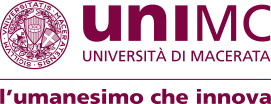 uniMC
UNIVERSITÀ DI MACERATA
l'umanesimo che innova